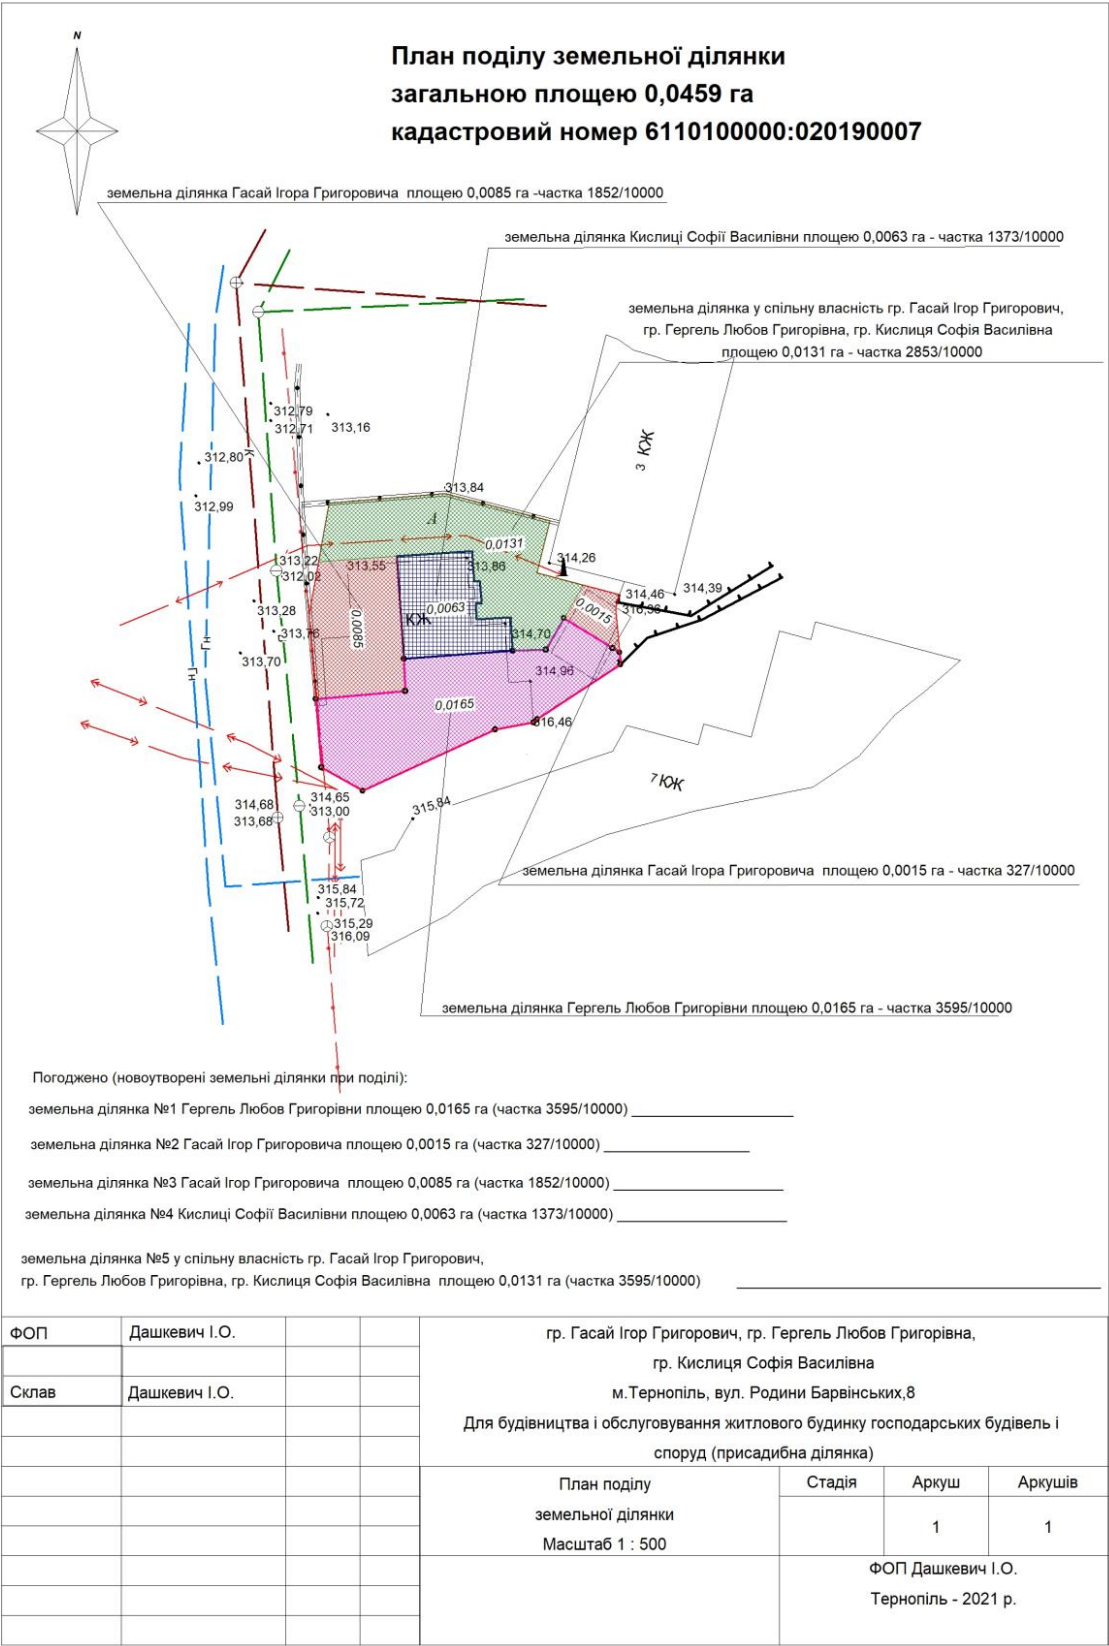 N
План поділу земельної ділянки
загальною площею 0,0459 га
кадастровий номер 6110100000:020190007
земельна ділянка Гасай Ігора Григоровича площею 0,0085 га -частка 1852/10000
земельна ділянка Кислиці Софії Василівни площею 0,0063 га - частка 1373/10000
земельна ділянка у спільну власність гр. Гасай Ігор Григорович,
гр. Гергель Любов Григорівна, гр. Кислиця Софія Василівна
площею 0,0131 га - частка 2853/10000
312,79
312,71
313,16
3 КЖ
К
312,80
312,99
313,84
А
0,0131
313,22
312,02
313,55
313,86
314,26
314,46
314,39
313,28
0,0085
0,0063
КЖ
0,0015
316,36
313,76
314,70
313,70
314,96
нј
Гн
0,0165
316,46
7 КЖ
314,65
313,00
314,68
313,68
315,84
земельна ділянка Гасай Ігора Григоровича площею 0,0015 га - частка 327/10000
315,84
315,72
315,29
316,09
земельна ділянка Гергель Любов Григорівни площею 0,0165 га - частка 3595/10000
Погоджено (новоутворені земельні ділянки при поділі):
земельна ділянка №1 Гергель Любов Григорівни площею 0,0165 га (частка 3595/10000)
земельна ділянка №2 Гасай Ігор Григоровича площею 0,0015 га (частка 327/10000)
земельна ділянка №3 Гасай Ігор Григоровича площею 0,0085 га (частка 1852/10000)
земельна ділянка №4 Кислиці Софії Василівни площею 0,0063 га (частка 1373/10000)
земельна ділянка №5 у спільну власність гр. Гасай Ігор Григорович,
гр. Гергель Любов Григорівна, гр. Кислиця Софія Василівна площею 0,0131 га (частка 3595/10000)
ФОП Дашкевич І.О.
Склав Дашкевич І.О.
гр. Гасай Ігор Григорович, гр. Гергель Любов Григорівна,
гр. Кислиця Софія Василівна
м.Тернопіль, вул. Родини Барвінських,8
Для будівництва і обслуговування житлового будинку господарських будівель і
споруд (присадибна ділянка)
План поділу
земельної ділянки
Масштаб 1 : 500
Стадія Аркуш Аркушів
1 1
ФОП Дашкевич І.О.
Тернопіль - 2021 р.